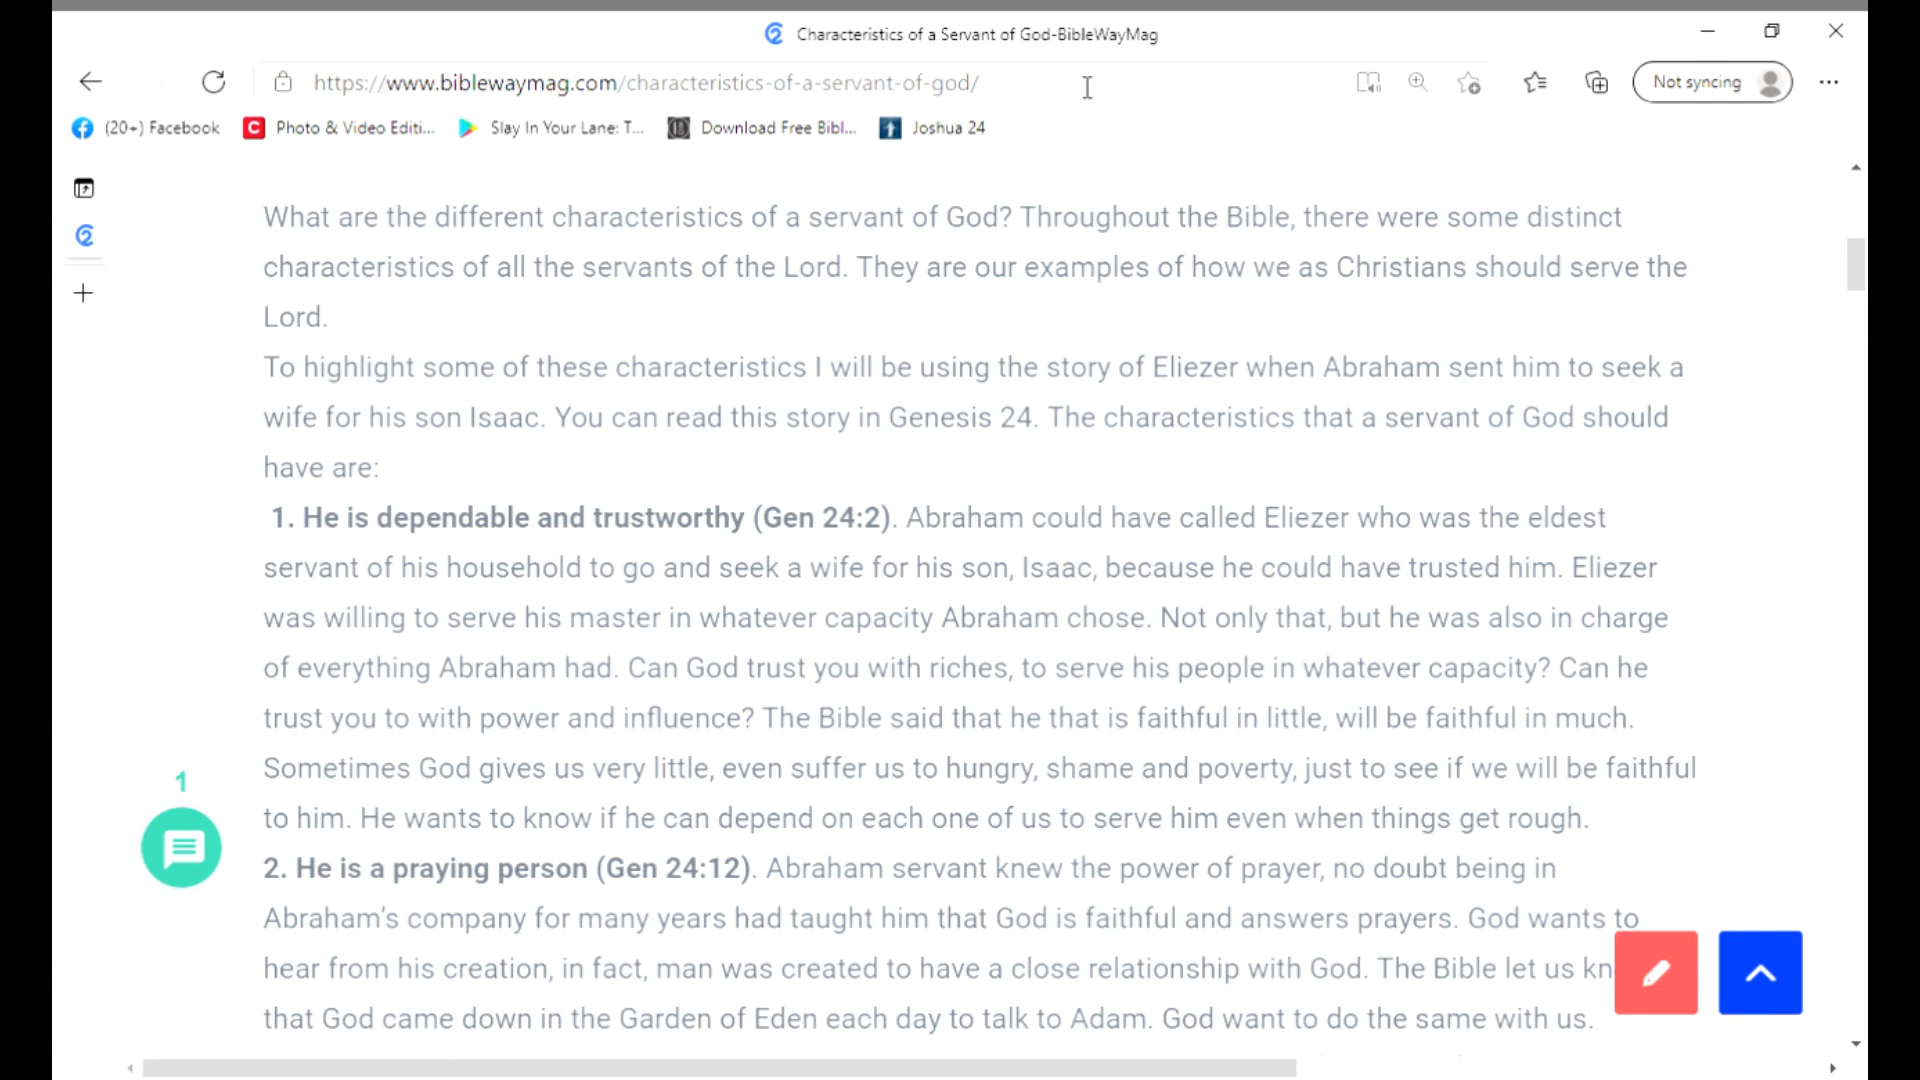 Characteristics of a Servant of God-BibleWayMag
https://www.biblewaymag.com/characteristics-of-a-servant-of-god/
Not syncing
(20+) Facebook
Photo & Video Editi...
Slay In Your Lane: T...
Download Free Bibl...
Joshua 24
What are the different characteristics of a servant of God? Throughout the Bible, there were some distinct
characteristics of all the servants of the Lord. They are our examples of how we as Christians should serve the
Lord.
To highlight some of these characteristics I will be using the story of Eliezer when Abraham sent him to seek a
wife for his son Isaac. You can read this story in Genesis 24. The characteristics that a servant of God should
have are:
1. He is dependable and trustworthy (Gen 24:2). Abraham could have called Eliezer who was the eldest
servant of his household to go and seek a wife for his son, Isaac, because he could have trusted him. Eliezer
was willing to serve his master in whatever capacity Abraham chose. Not only that, but he was also in charge
of everything Abraham had. Can God trust you with riches, to serve his people in whatever capacity? Can he
trust you to with power and influence? The Bible said that he that is faithful in little, will be faithful in much.
Sometimes God gives us very little, even suffer us to hungry, shame and poverty, just to see if we will be faithful
to him. He wants to know if he can depend on each one of us to serve him even when things get rough.
1
2. He is a praying person (Gen 24:12). Abraham servant knew the power of prayer, no doubt being in
Abraham's company for many years had taught him that God is faithful and answers prayers. God wants to
hear from his creation, in fact, man was created to have a close relationship with God. The Bible let us kn
that God came down in the Garden of Eden each day to talk to Adam. God want to do the same with us.